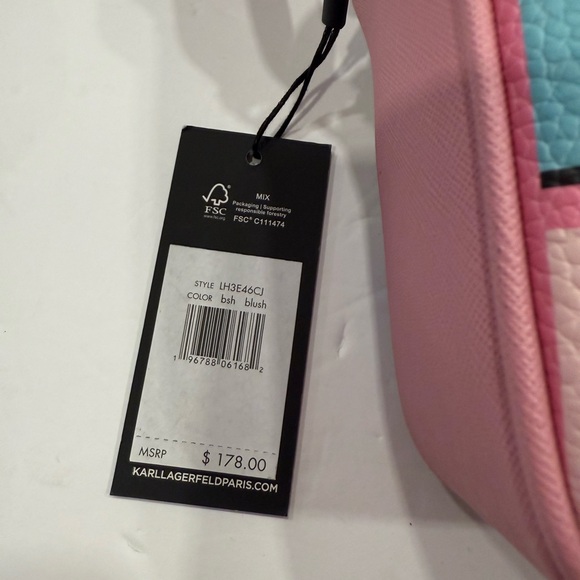 FSC
www.fsc.org
MIX
Packaging | Supporting
responsible forestry
FSC® C111474
STYLE LH3E46CJ
COLOR bsh blush
1 96788 06168 2
MSRP $ 178.00
KARLLAGERFELDPARIS.COM